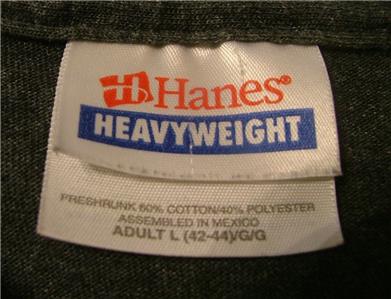 Hanes®
HEAVYWEIGHT
PRESHRUNK 60% COTTON/40% POLYESTER
ASSEMBLED IN MEXICO
ADULT L (42-44)/G/G